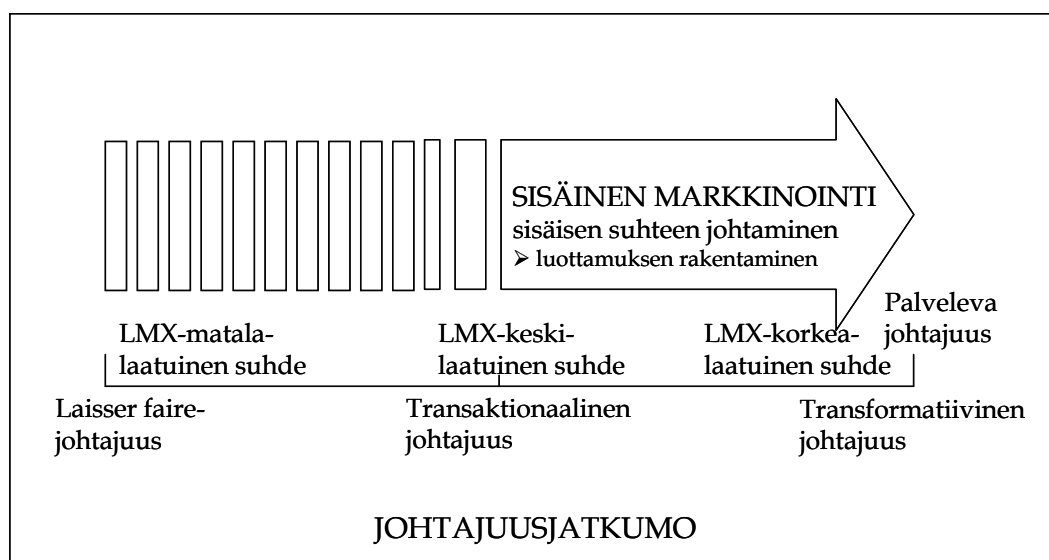 SISÄINEN MARKKINOINTI
sisäisen suhteen johtaminen
➢ luottamuksen rakentaminen
Palveleva
johtajuus
LMX-matala-
laatuinen suhde
LMX-keski-
laatuinen suhde
LMX-korkea-
laatuinen suhde
Laisser faire-
johtajuus
Transaktionaalinen
johtajuus
Transformatiivinen
johtajuus
JOHTAJUUSJATKUMO